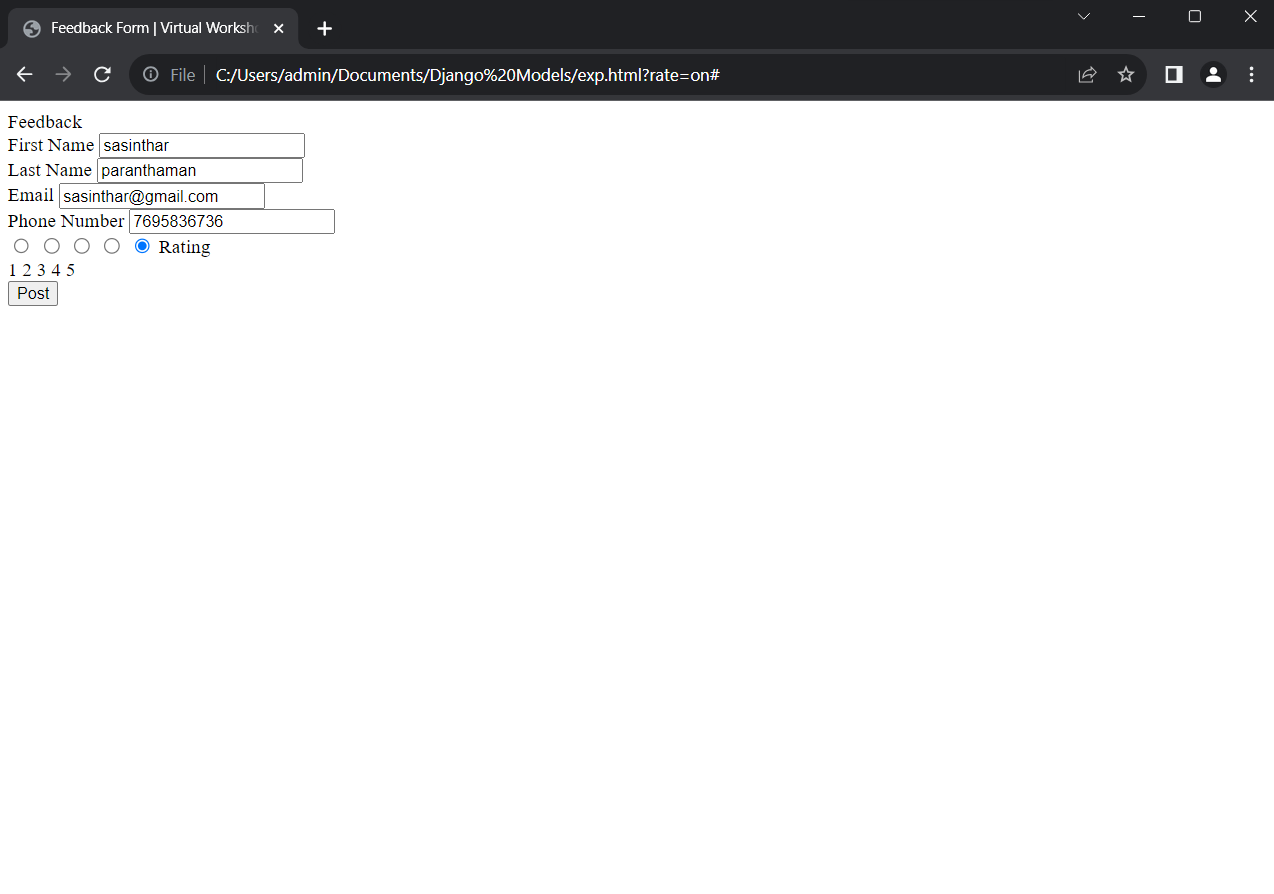 Feedback Form | Virtual Worksho
File C:/Users/admin/Documents/Django%20Models/exp.html?rate=on#
Feedback
First Name sasinthar
Last Name paranthaman
Email sasinthar@gmail.com
Phone Number 7695836736
Rating
1 2 3 4 5
Post